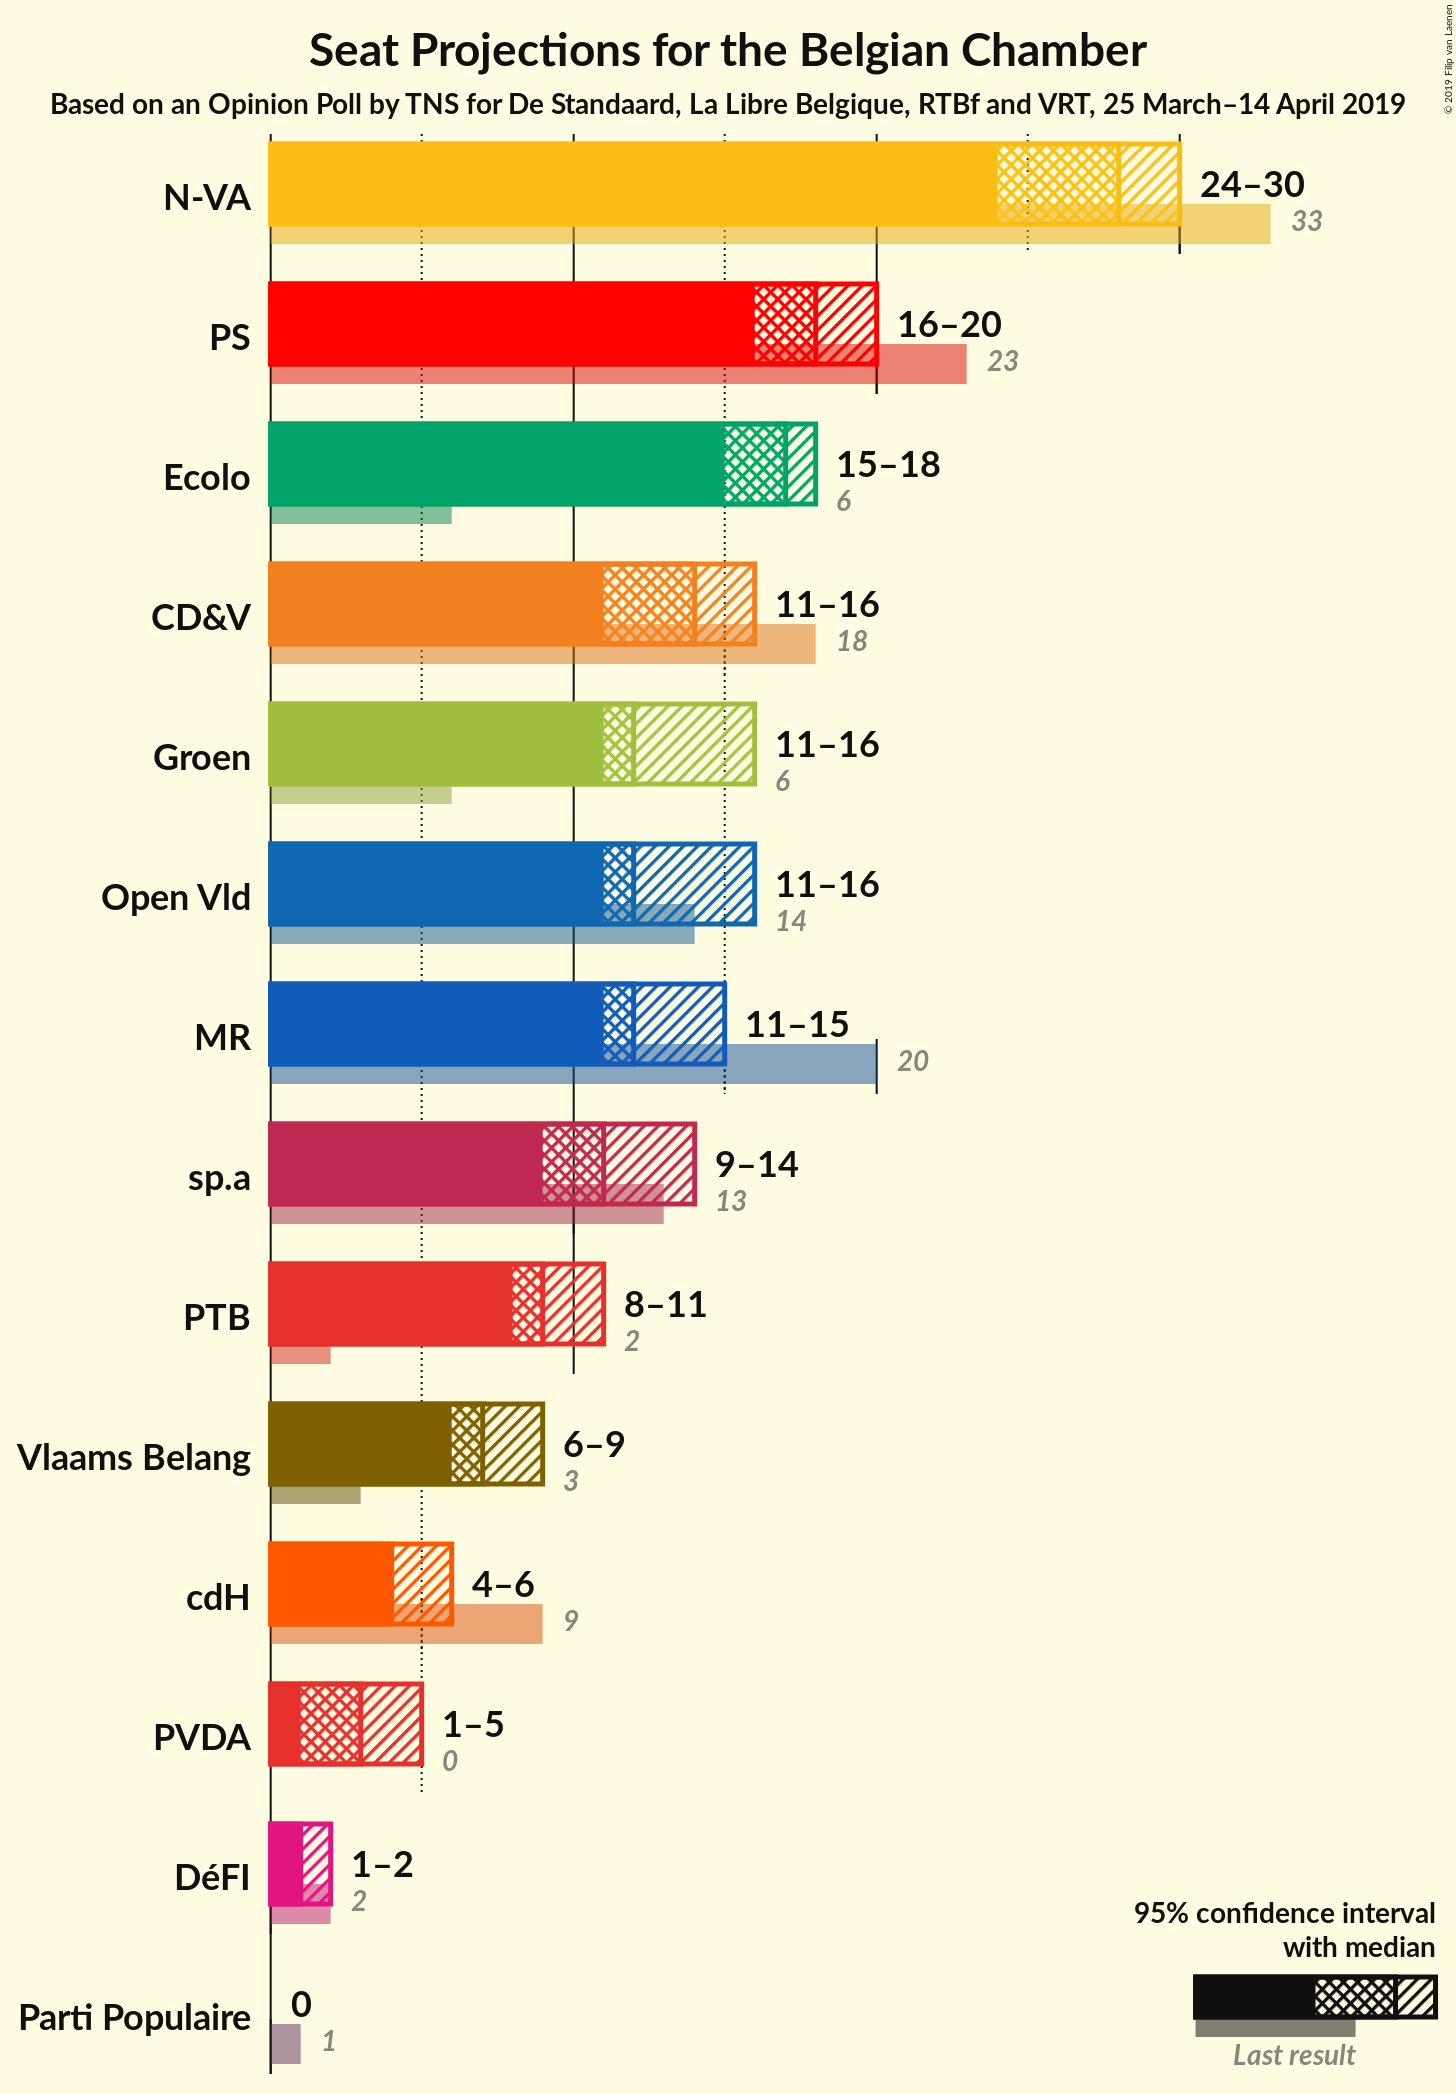 Seat Projections for the Belgian Chamber
Based on an Opinion Poll by TNS for De Standaard, La Libre Belgique, RTBf and VRT, 25 March–14 April 2019
© 2019 Filip van Laenen
N-VA
24–30
33
PS
16–20
23
Ecolo
15–18
6
CD&V
11–16
18
Groen
11–16
6
Open Vld
11–16
14
MR
11–15
20
sp.a
9–14
13
PTB
8–11
2
Vlaams Belang
6–9
3
cdH
4–6
9
PVDA
1–5
0
DéFI
1–2
2
Parti Populaire
0
1
95% confidence interval
with median
Last result